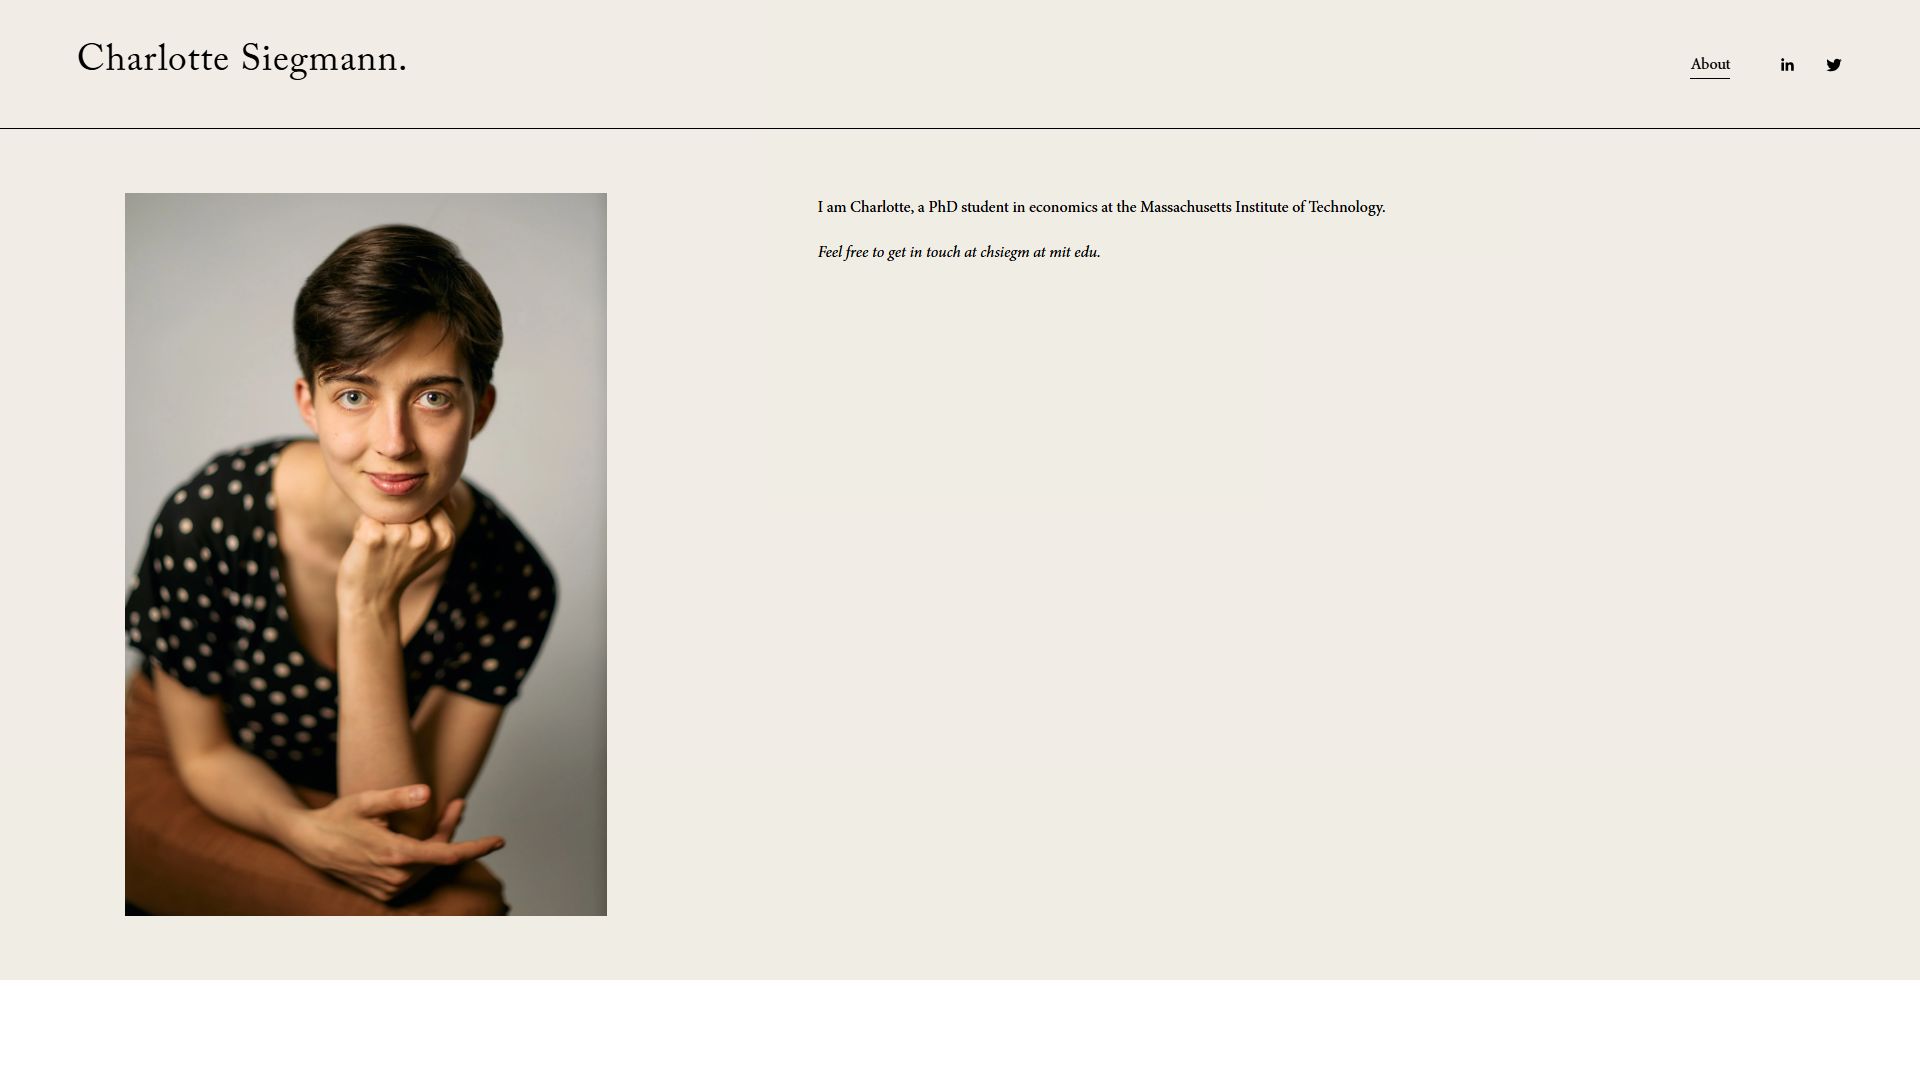 Charlotte Siegmann.
About
I am Charlotte, a PhD student in economics at the Massachusetts Institute of Technology.
Feel free to get in touch at chsiegm at mit edu.